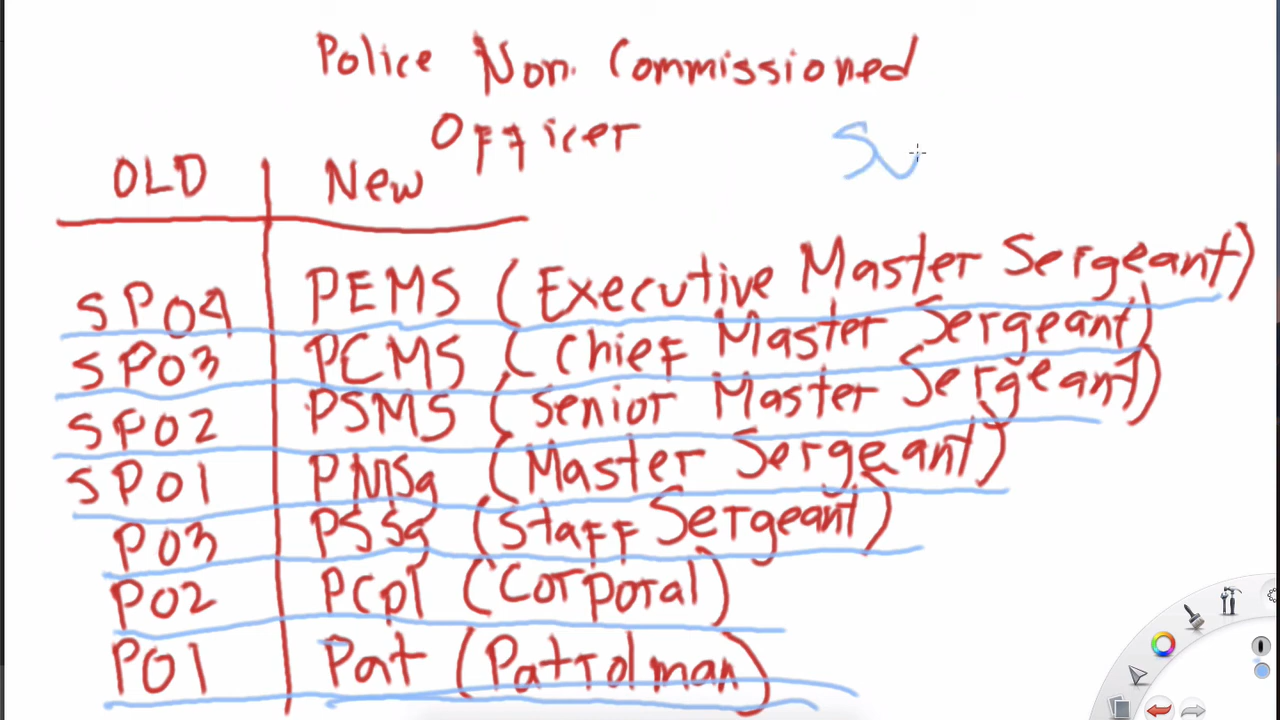 Police Non. Commissioned
Officer
Su
OLD New
SPO4 PEMS (Executive Master Sergeant)
SPO3 PCMS (Chief Master Sergeant)
SPO2 PSMS (Senior Master Sergeant)
SPO1 PMSg (Master Sergeant)
PO3 PSSg (Staff Sergeant)
PO2 PCpl (Corporal)
PO1 Pat (Patrolman)